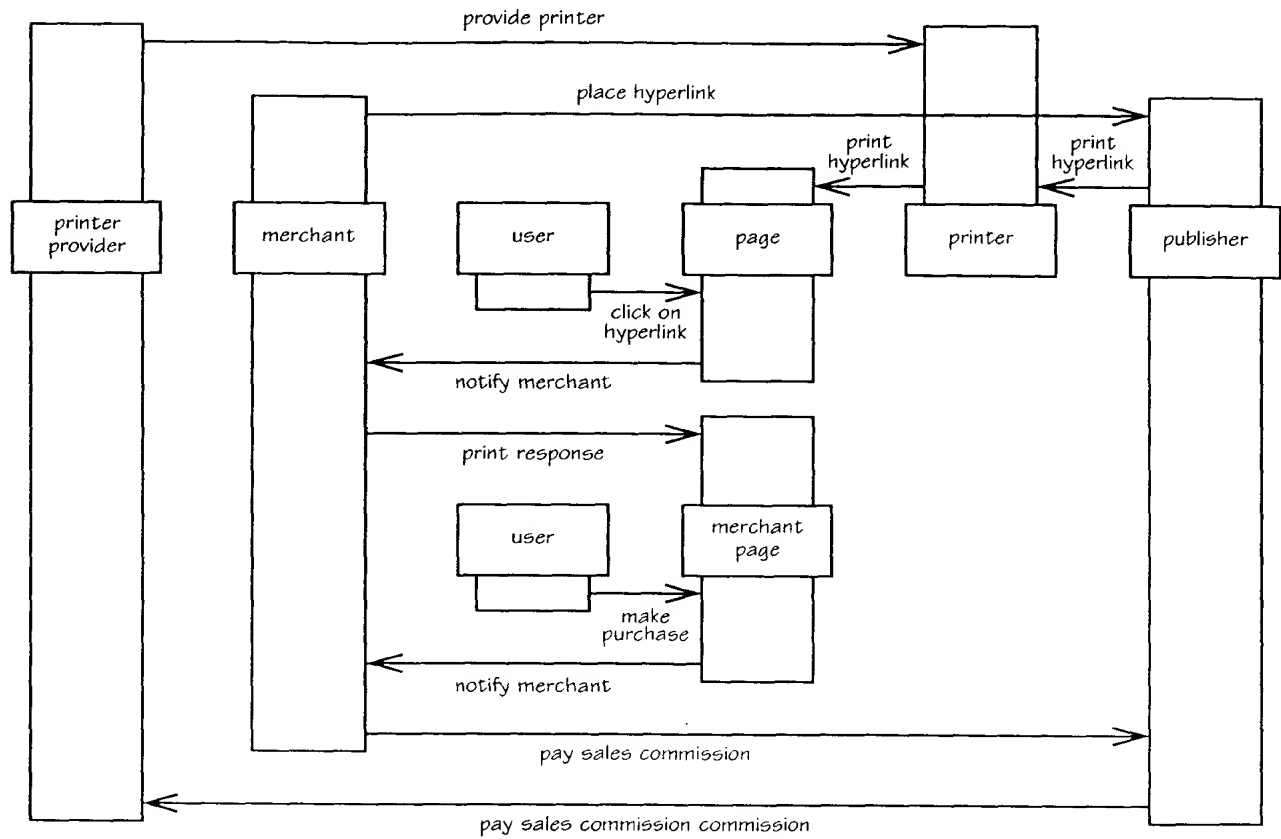 provide printer
place hyperlink
print
hyperlink
print
hyperlink
printer
provider
merchant
user
page
printer
publisher
click on
hyperlink
notify merchant
print response
user
merchant
page
make
purchase
notify merchant
pay sales commission
pay sales commission commission